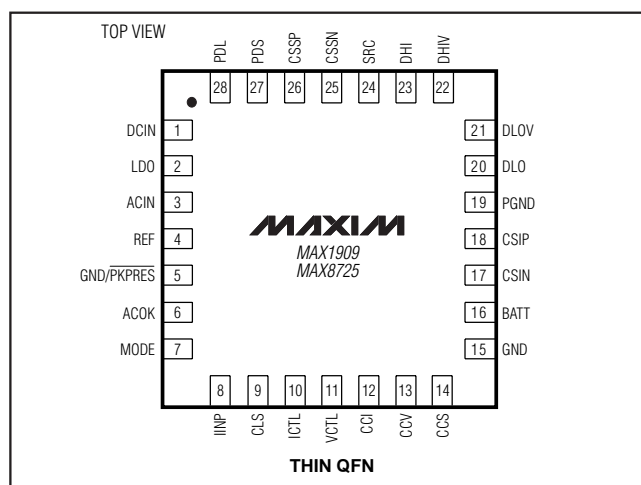 TOP VIEW
PDL
PDS
CSSP
CSSN
SRC
DHI
DHIV
28 27 26 25 24 23 22
DCIN 1
LDO 2
ACIN 3
REF 4
GND/PKPRES 5
ACOK 6
MODE 7
21 DLOV
20 DLO
19 PGND
18 CSIP
17 CSIN
16 BATT
15 GND
MAXIM
MAX1909
MAX8725
8 9 10 11 12 13 14
IINP
CLS
ICTL
VCTL
CCI
CCV
CCS
THIN QFN